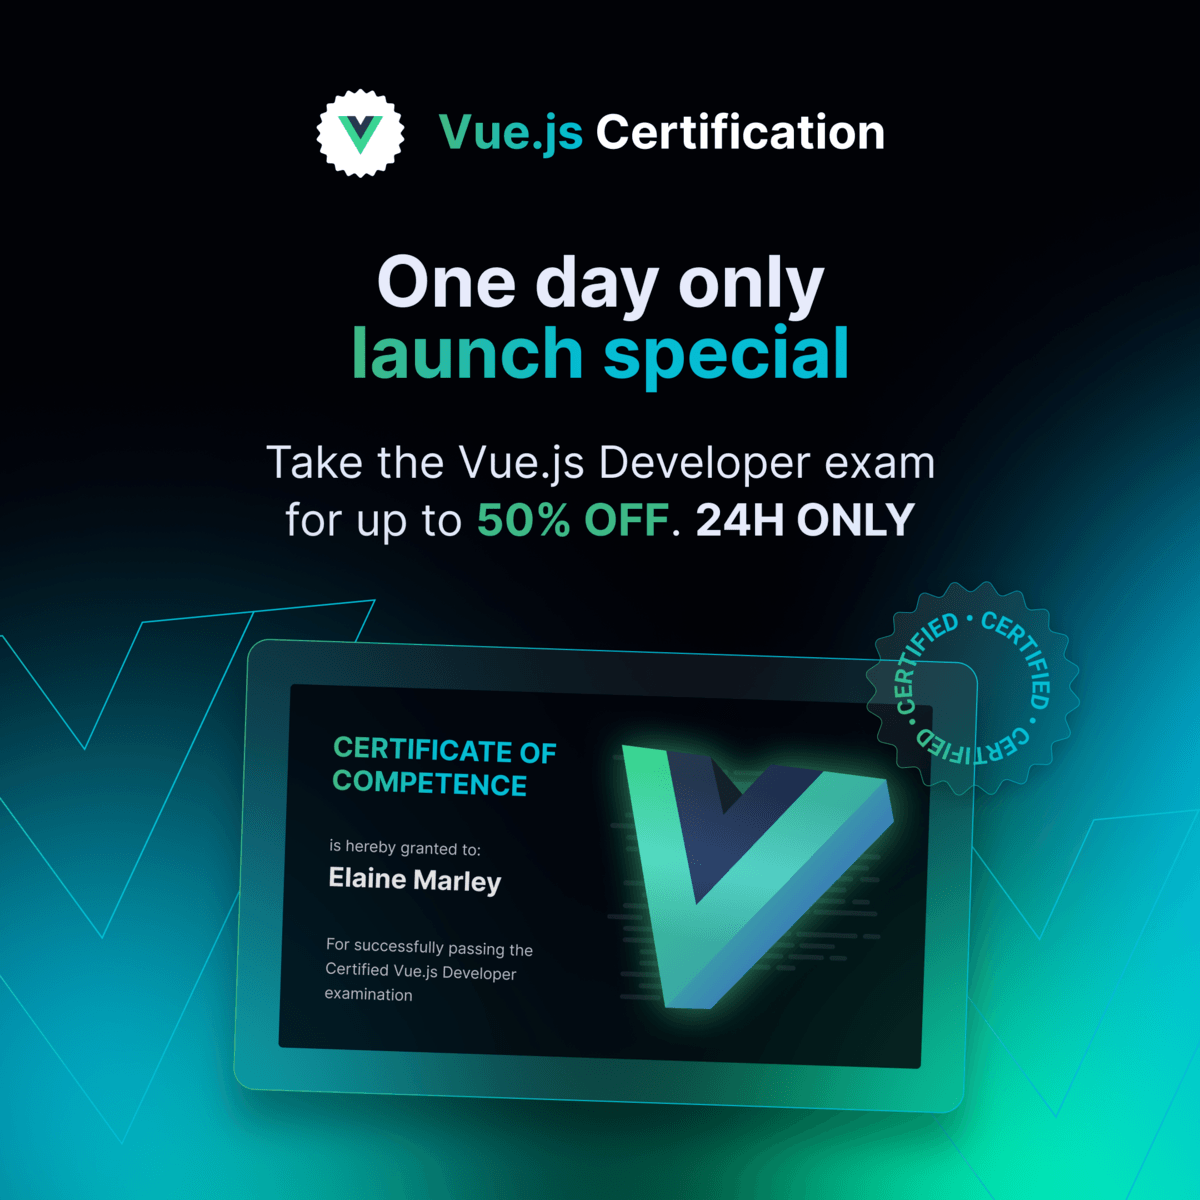 Vue.js Certification
One day only
launch special
Take the Vue.js Developer exam
for up to 50% OFF. 24H ONLY
CERTIFIED • CERTIFIED • CERTIFIED • CERTIFIED •
CERTIFICATE OF
COMPETENCE
is hereby granted to:
Elaine Marley
For successfully passing the
Certified Vue.js Developer
examination